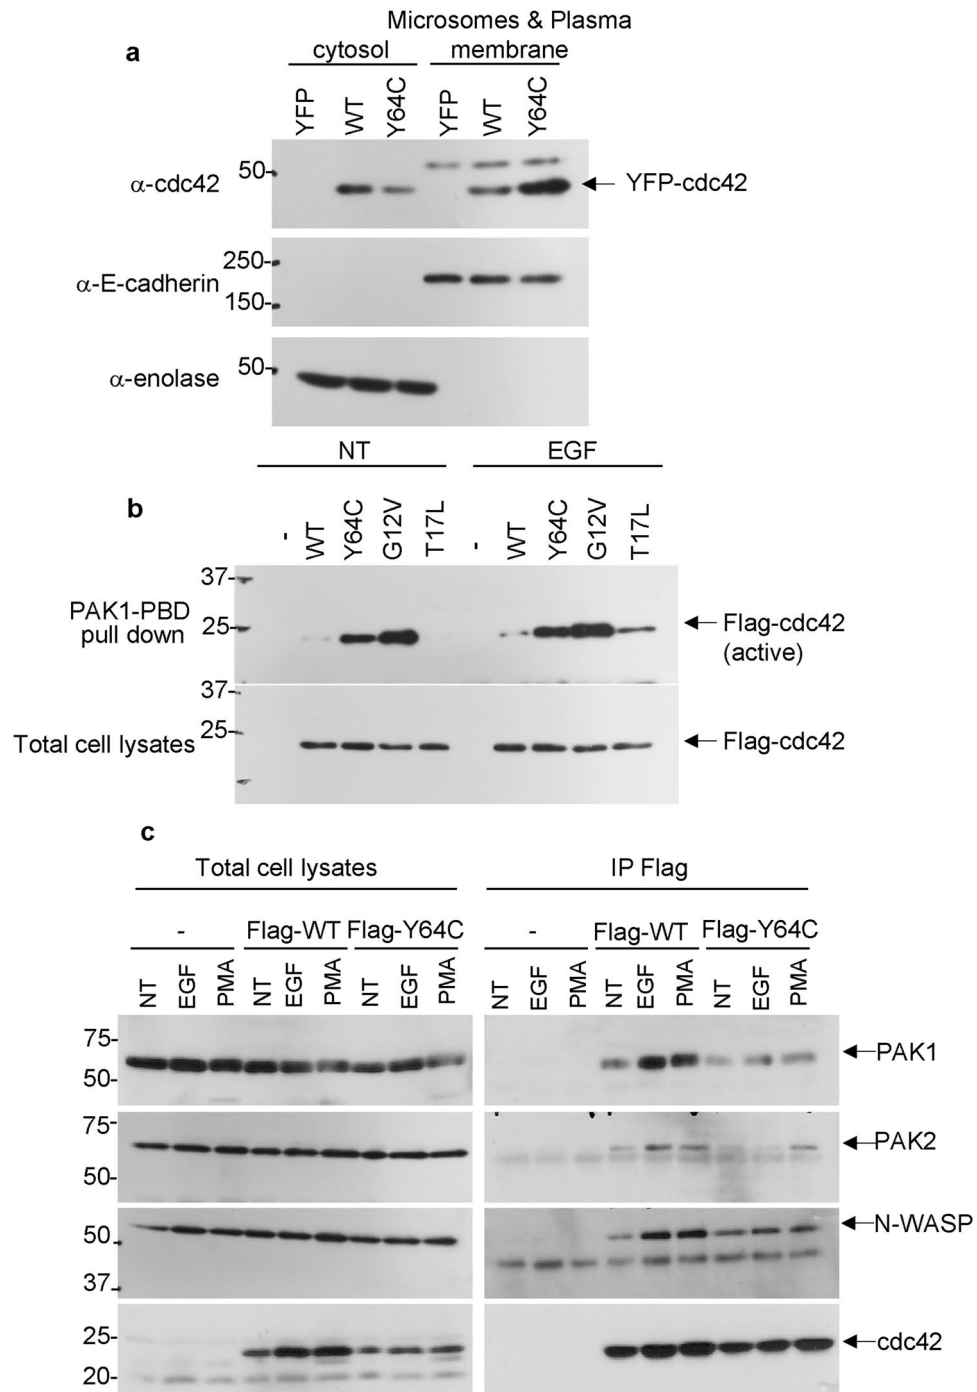 Microsomes & Plasma
a cytosol membrane
YFP WT Y64C YFP WT Y64C
α-cdc42 50- YFP-cdc42
α-E-cadherin 250- 150-
α-enolase 50-
NT EGF
b - WT Y64C G12V T17L - WT Y64C G12V T17L
37-
PAK1-PBD
pull down 25- Flag-cdc42
(active)
37-
25-
Total cell lysates Flag-cdc42
c
Total cell lysates IP Flag
- Flag-WT Flag-Y64C - Flag-WT Flag-Y64C
NT EGF PMA NT EGF PMA NT EGF PMA NT EGF PMA NT EGF PMA NT EGF PMA
75-
50- PAK1
75-
50- PAK2
50- N-WASP
37-
25- cdc42
20-